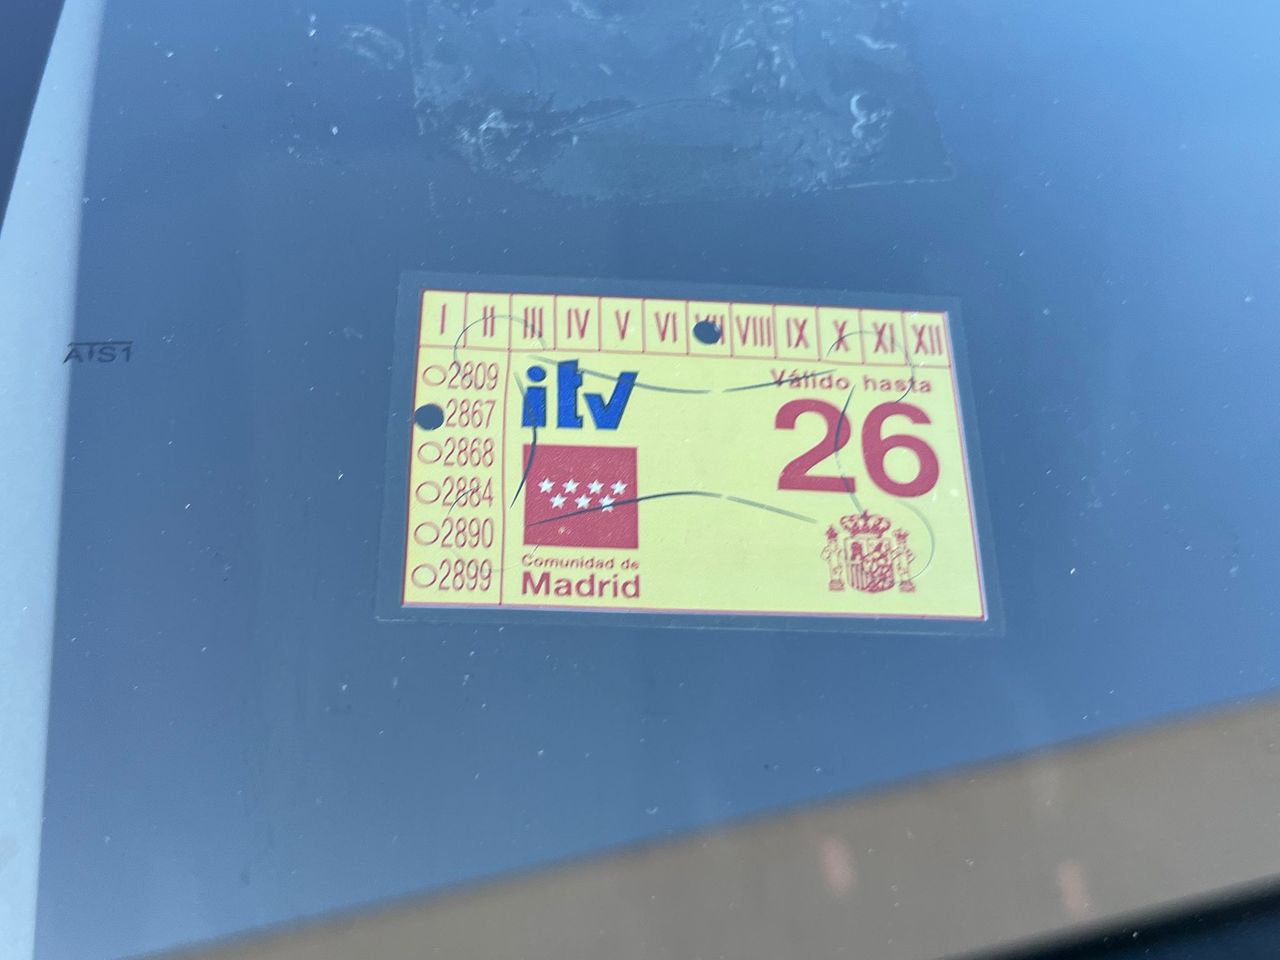 I II III IV V VI VII VIII IX X XI XII
2809
2867
2868
2884
2890
2899
itv
Comunidad de
Madrid
Válido hasta
26
AIS1